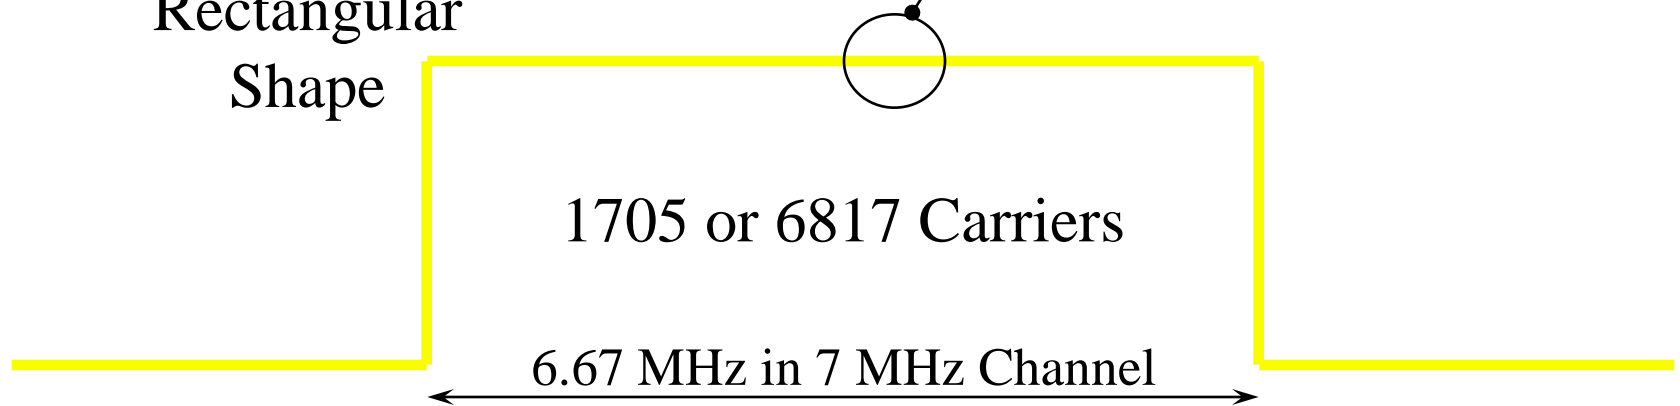 Rectangular
Shape
1705 or 6817 Carriers
6.67 MHz in 7 MHz Channel